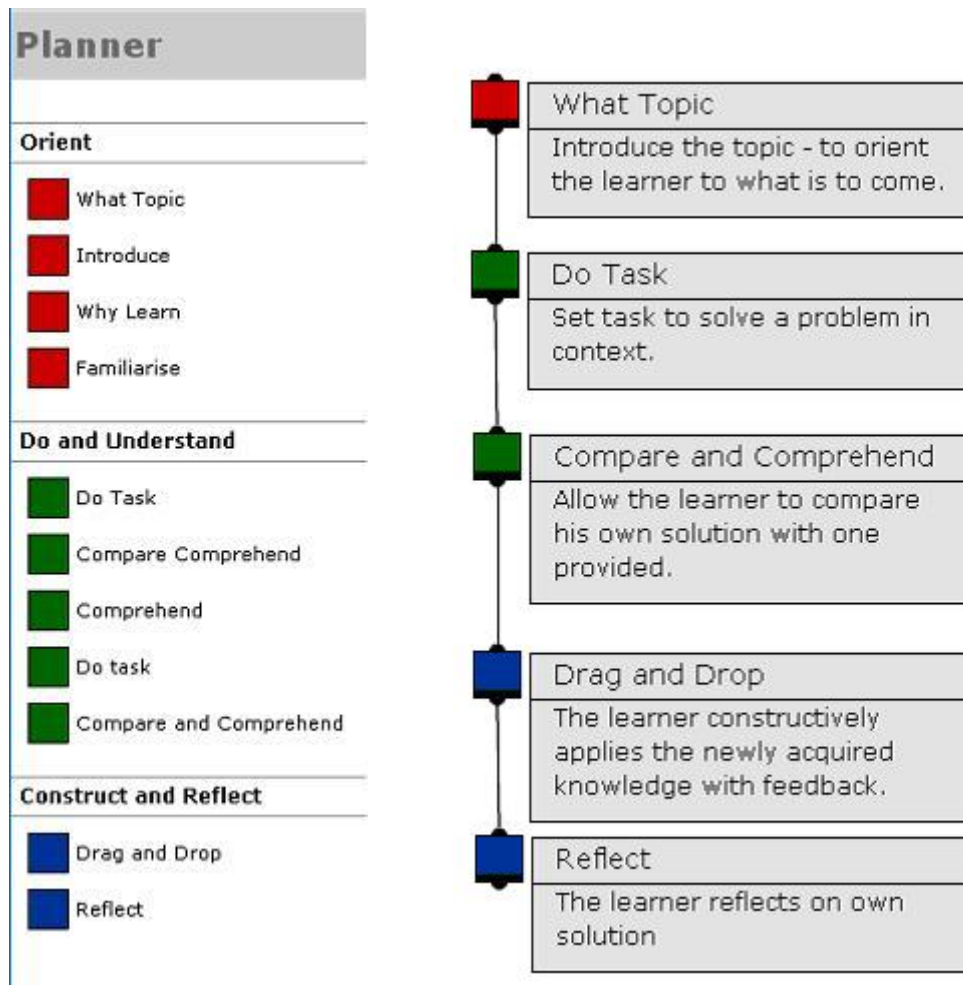 Planner
Orient
What Topic
Introduce
Why Learn
Familiarise
Do and Understand
Do Task
Compare Comprehend
Comprehend
Do task
Compare and Comprehend
Construct and Reflect
Drag and Drop
Reflect
What Topic
Introduce the topic - to orient
the learner to what is to come.
Do Task
Set task to solve a problem in
context.
Compare and Comprehend
Allow the learner to compare
his own solution with one
provided.
Drag and Drop
The learner constructively
applies the newly acquired
knowledge with feedback.
Reflect
The learner reflects on own
solution